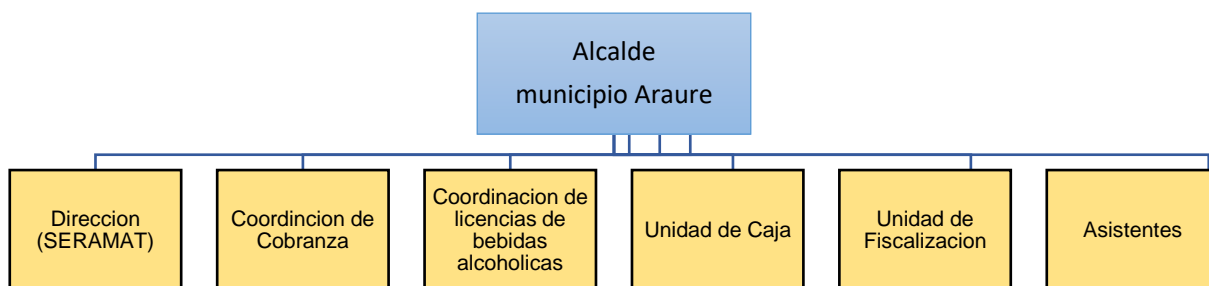 Alcalde
municipio Araure
Direccion
(SERAMAT)
Coordincion de
Cobranza
Coordinacion de
licencias de
bebidas
alcoholicas
Unidad de Caja
Unidad de
Fiscalizacion
Asistentes